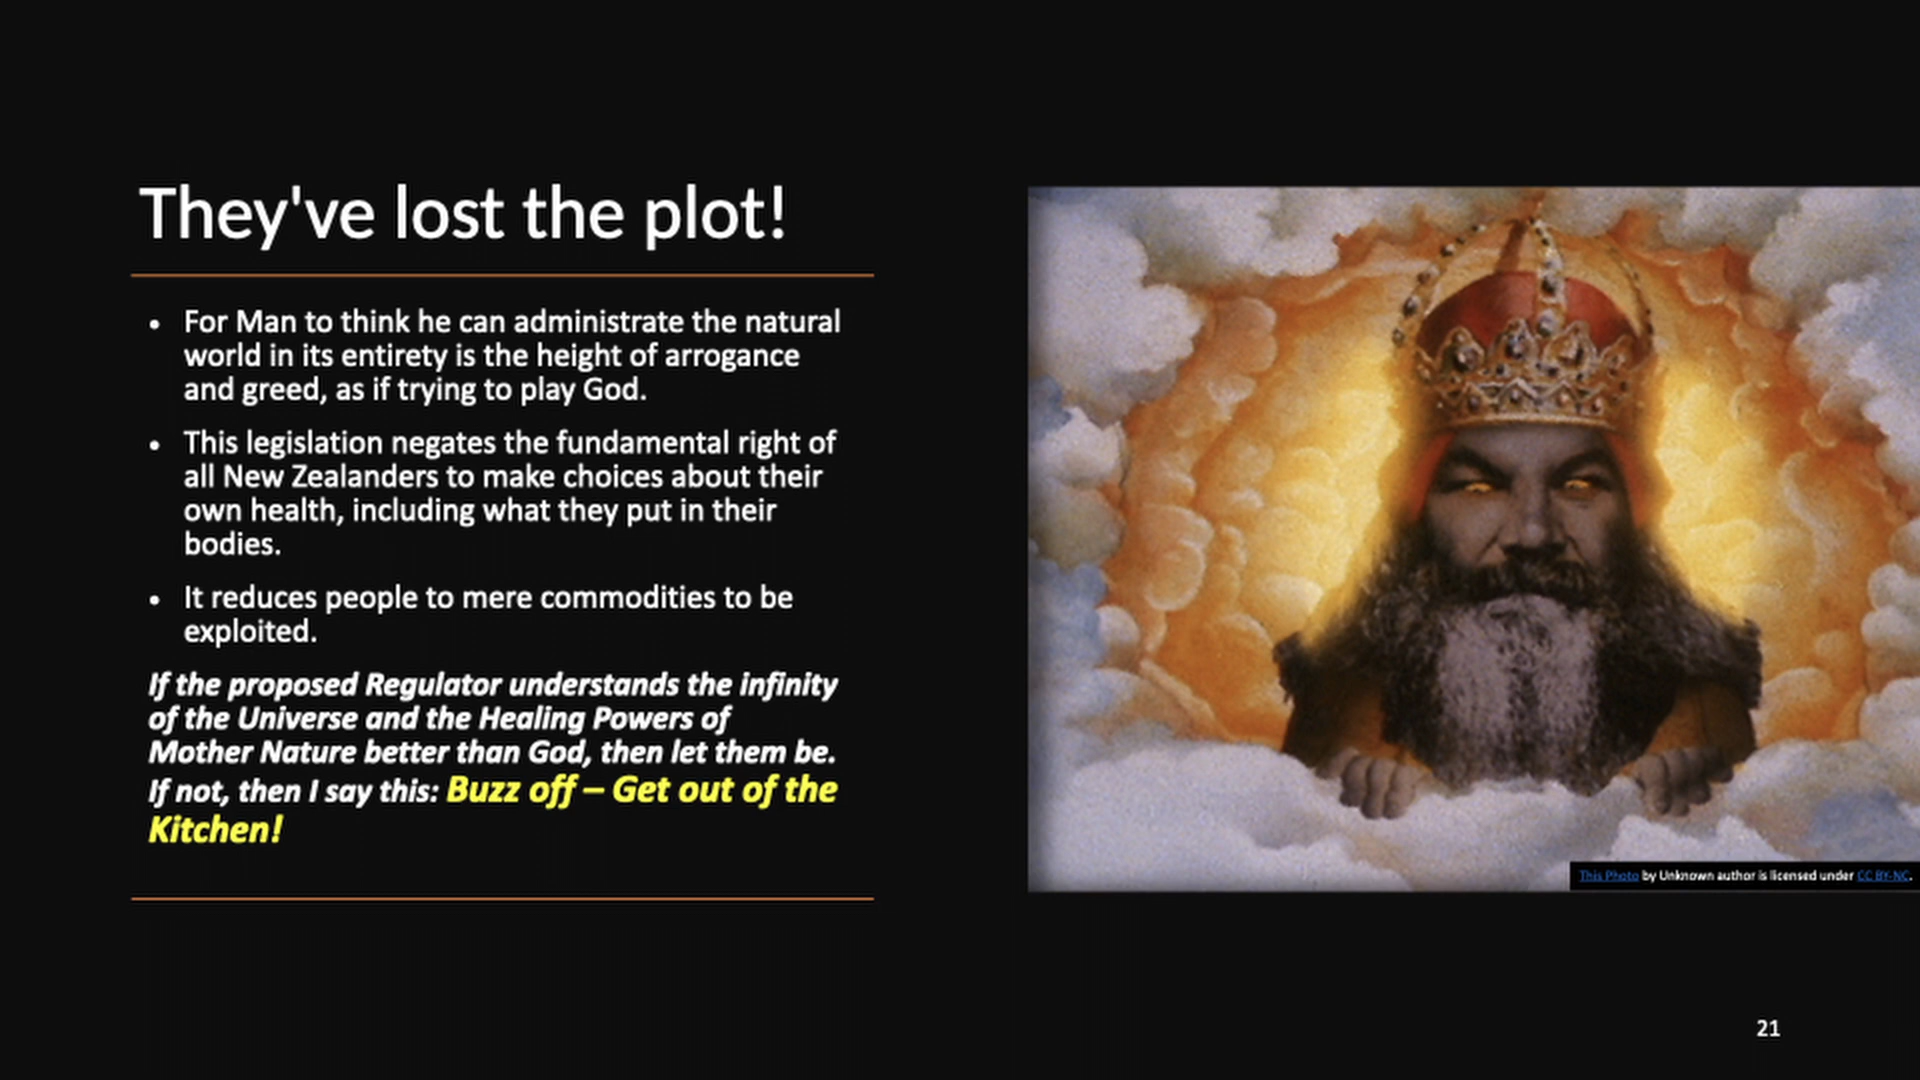 They've lost the plot!
• For Man to think he can administrate the natural
world in its entirety is the height of arrogance
and greed, as if trying to play God.
• This legislation negates the fundamental right of
all New Zealanders to make choices about their
own health, including what they put in their
bodies.
• It reduces people to mere commodities to be
exploited.
If the proposed Regulator understands the infinity
of the Universe and the Healing Powers of
Mother Nature better than God, then let them be.
If not, then I say this: Buzz off – Get out of the
Kitchen!
This Photo by Unknown author is licensed under CC BY-NC.
21